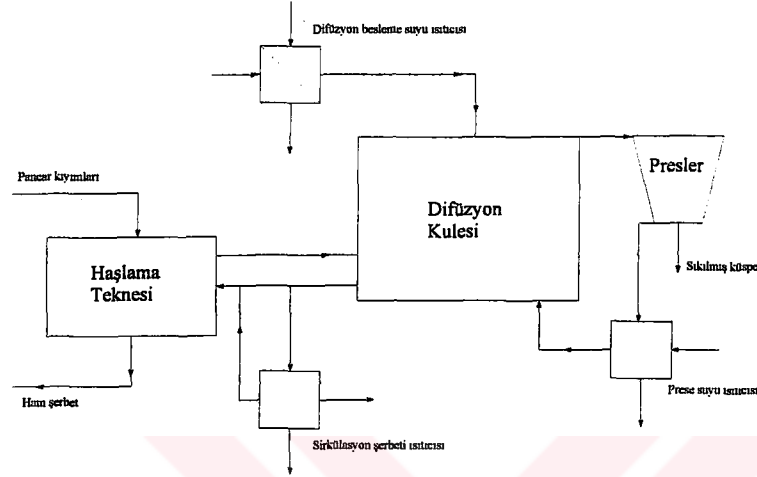 Difüzyon besleme suyu ısıtıcısı
Presler
Pancar kıyımları
Difüzyon
Kulesi
Haşlama
Teknesi
Sıkılmış küspe
Ham şerbet
Prese suyu ısıtıcısı
Sirkülasyon şerbeti ısıtıcısı